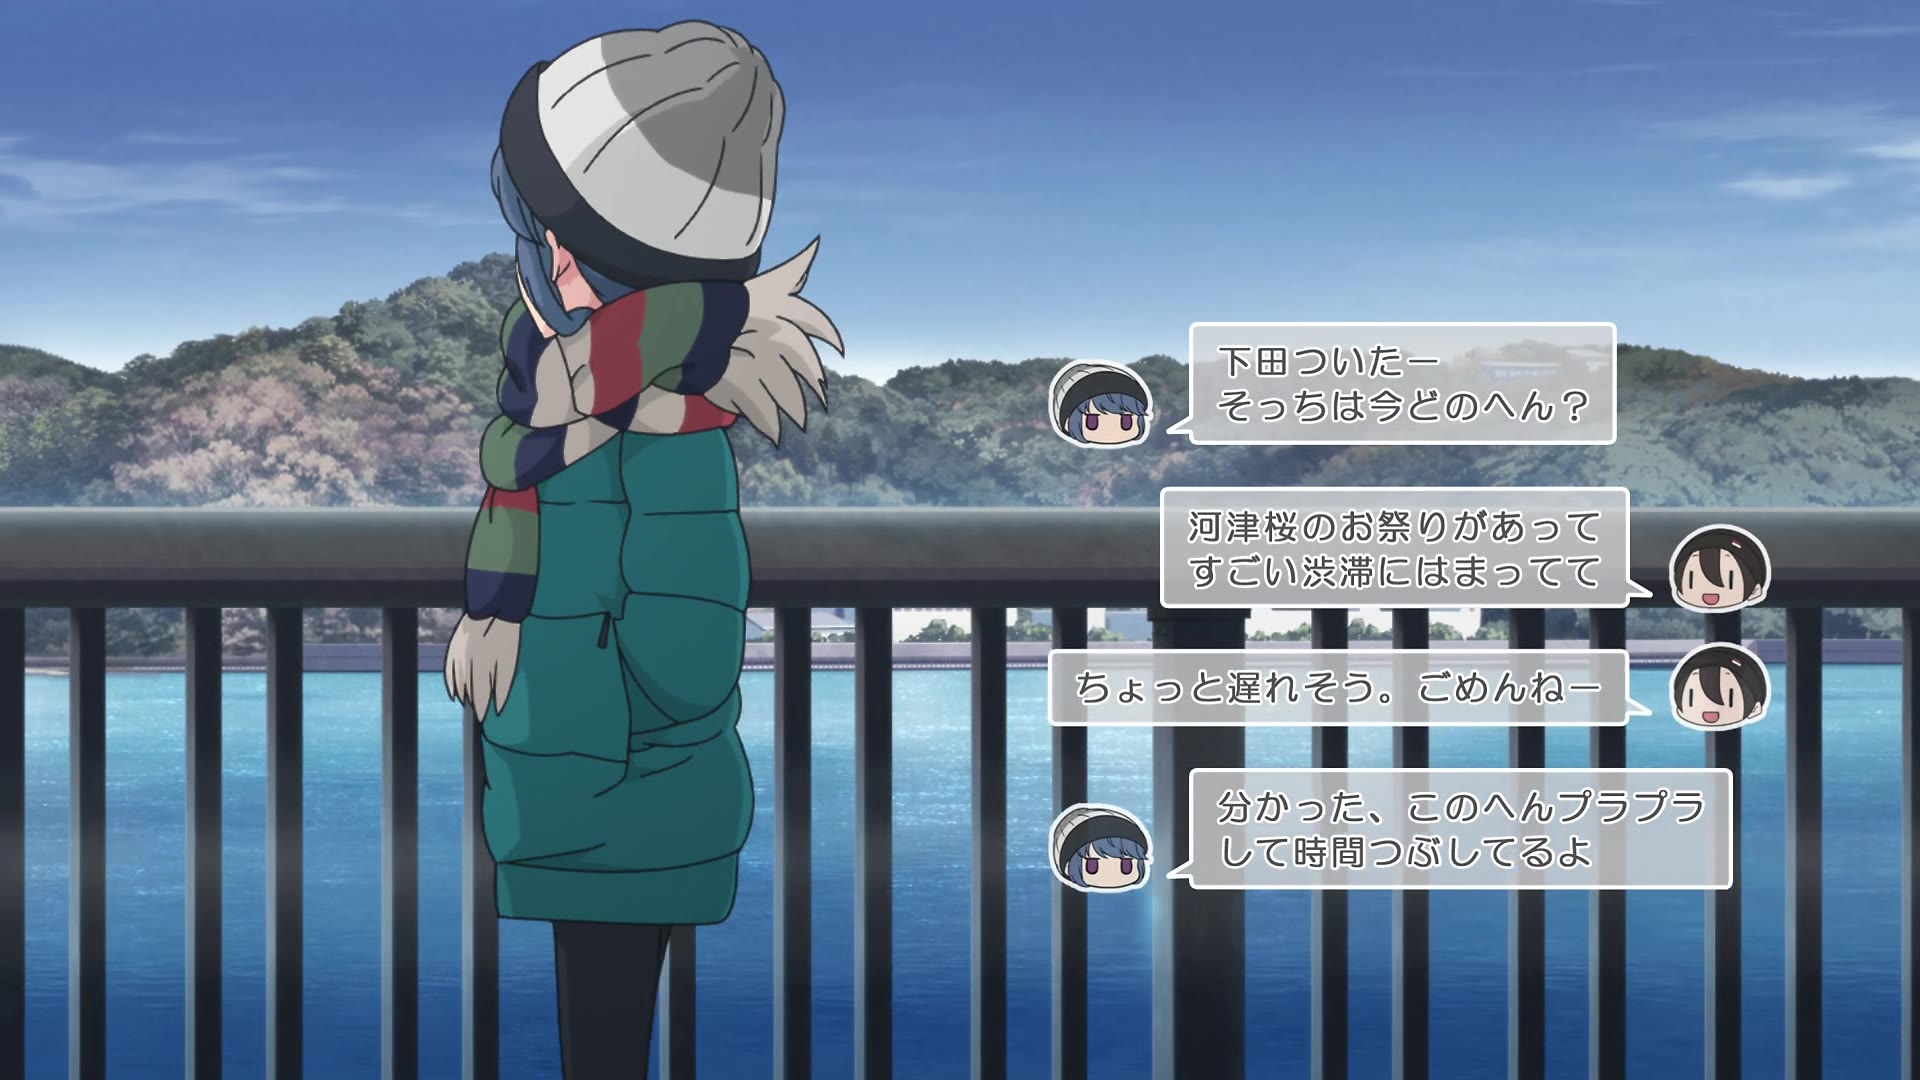 下田ついたー
そっちは今どのへん？
河津桜のお祭りがあって
すごい渋滞にはまってて
ちょっと遅れそう。ごめんねー
分かった、このへんプラプラ
して時間つぶしてるよ